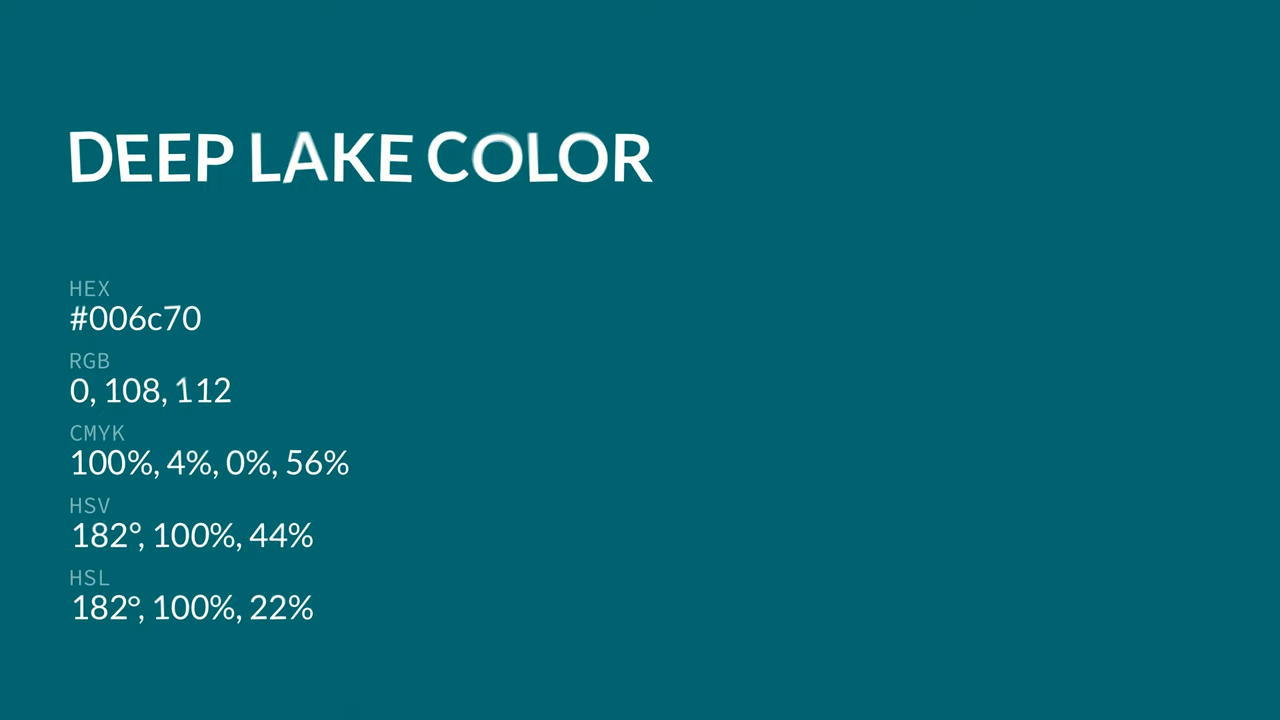 DEEP LAKE COLOR
HEX
#006c70
RGB
0, 108, 112
CMYK
100%, 4%, 0%, 56%
HSV
182°, 100%, 44%
HSL
182°, 100%, 22%